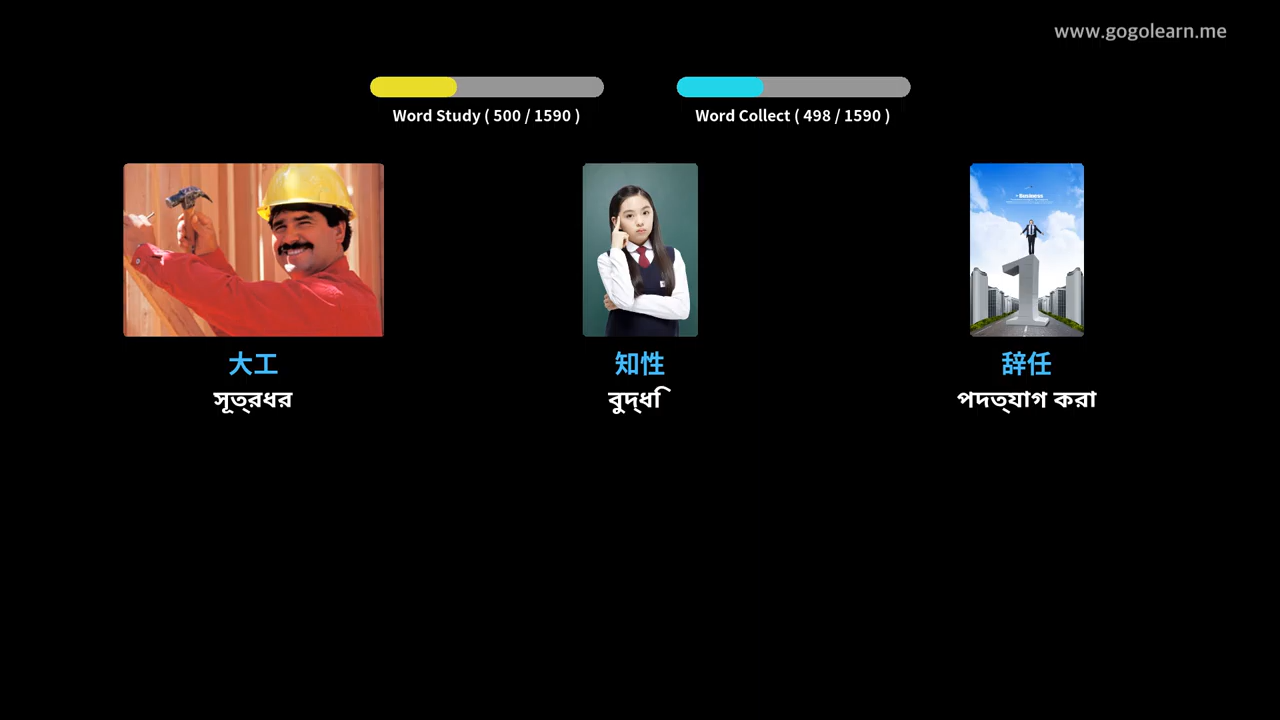 www.gogolearn.me
Word Study ( 500 / 1590 )
Word Collect ( 498 / 1590 )
Business
大工
知性
辞任
সূত্রধর
বুদ্ধি
পদত্যাগ করা